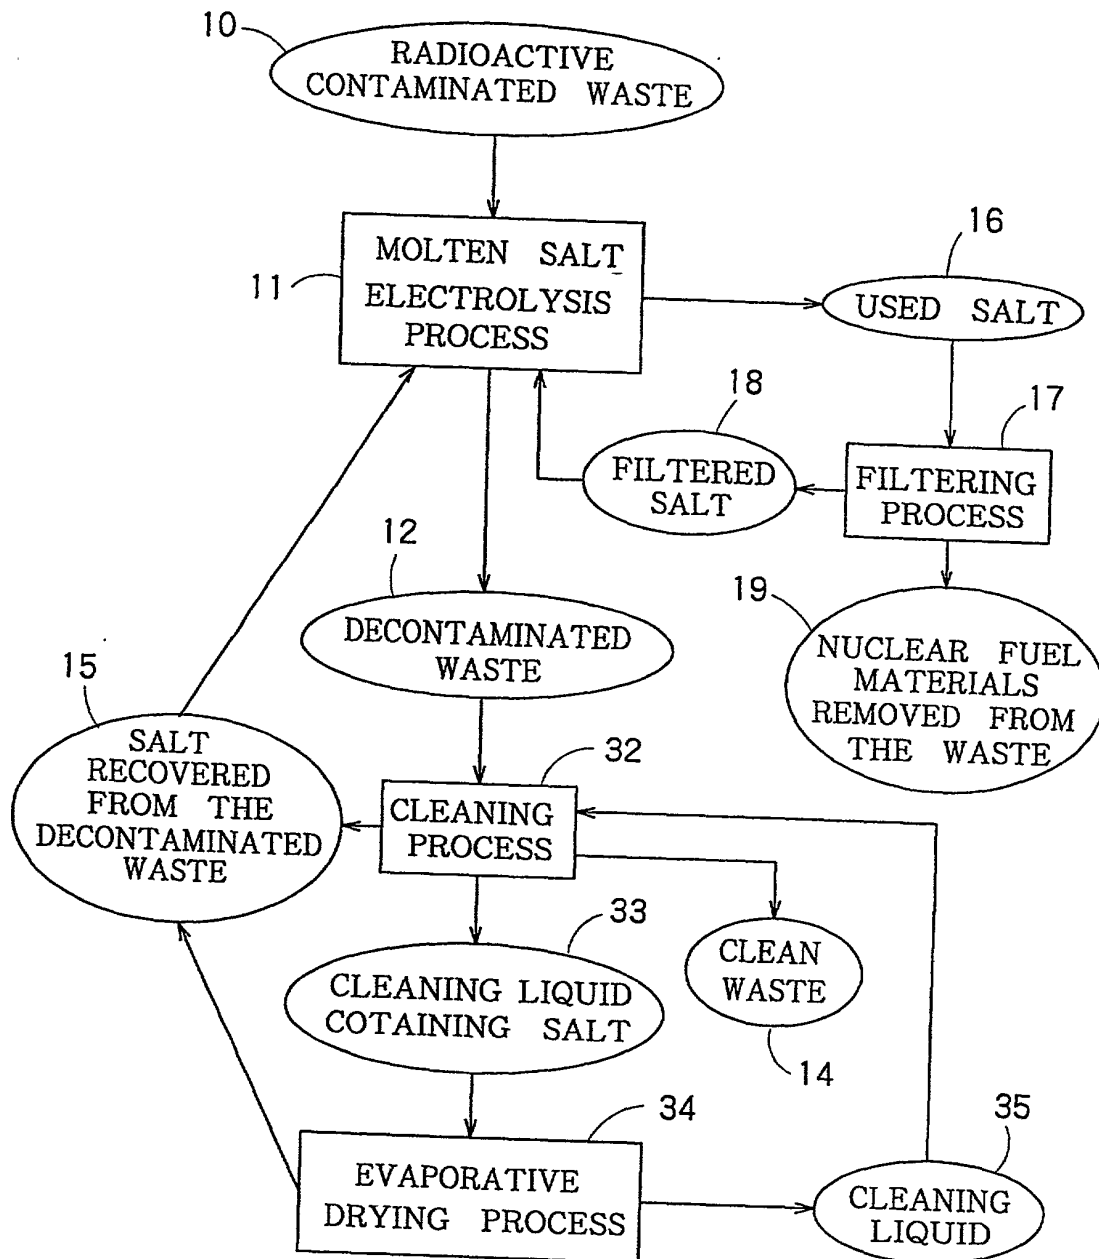 10
RADIOACTIVE
CONTAMINATED WASTE
11
MOLTEN SALT
ELECTROLYSIS
PROCESS
16
USED SALT
17
FILTERING
PROCESS
18
FILTERED
SALT
19
NUCLEAR FUEL
MATERIALS
REMOVED FROM
THE WASTE
12
DECONTAMINATED
WASTE
15
SALT
RECOVERED
FROM THE
DECONTAMINATED
WASTE
32
CLEANING
PROCESS
33
CLEANING LIQUID
COTAINING SALT
CLEAN
WASTE
14
34
EVAPORATIVE
DRYING PROCESS
35
CLEANING
LIQUID